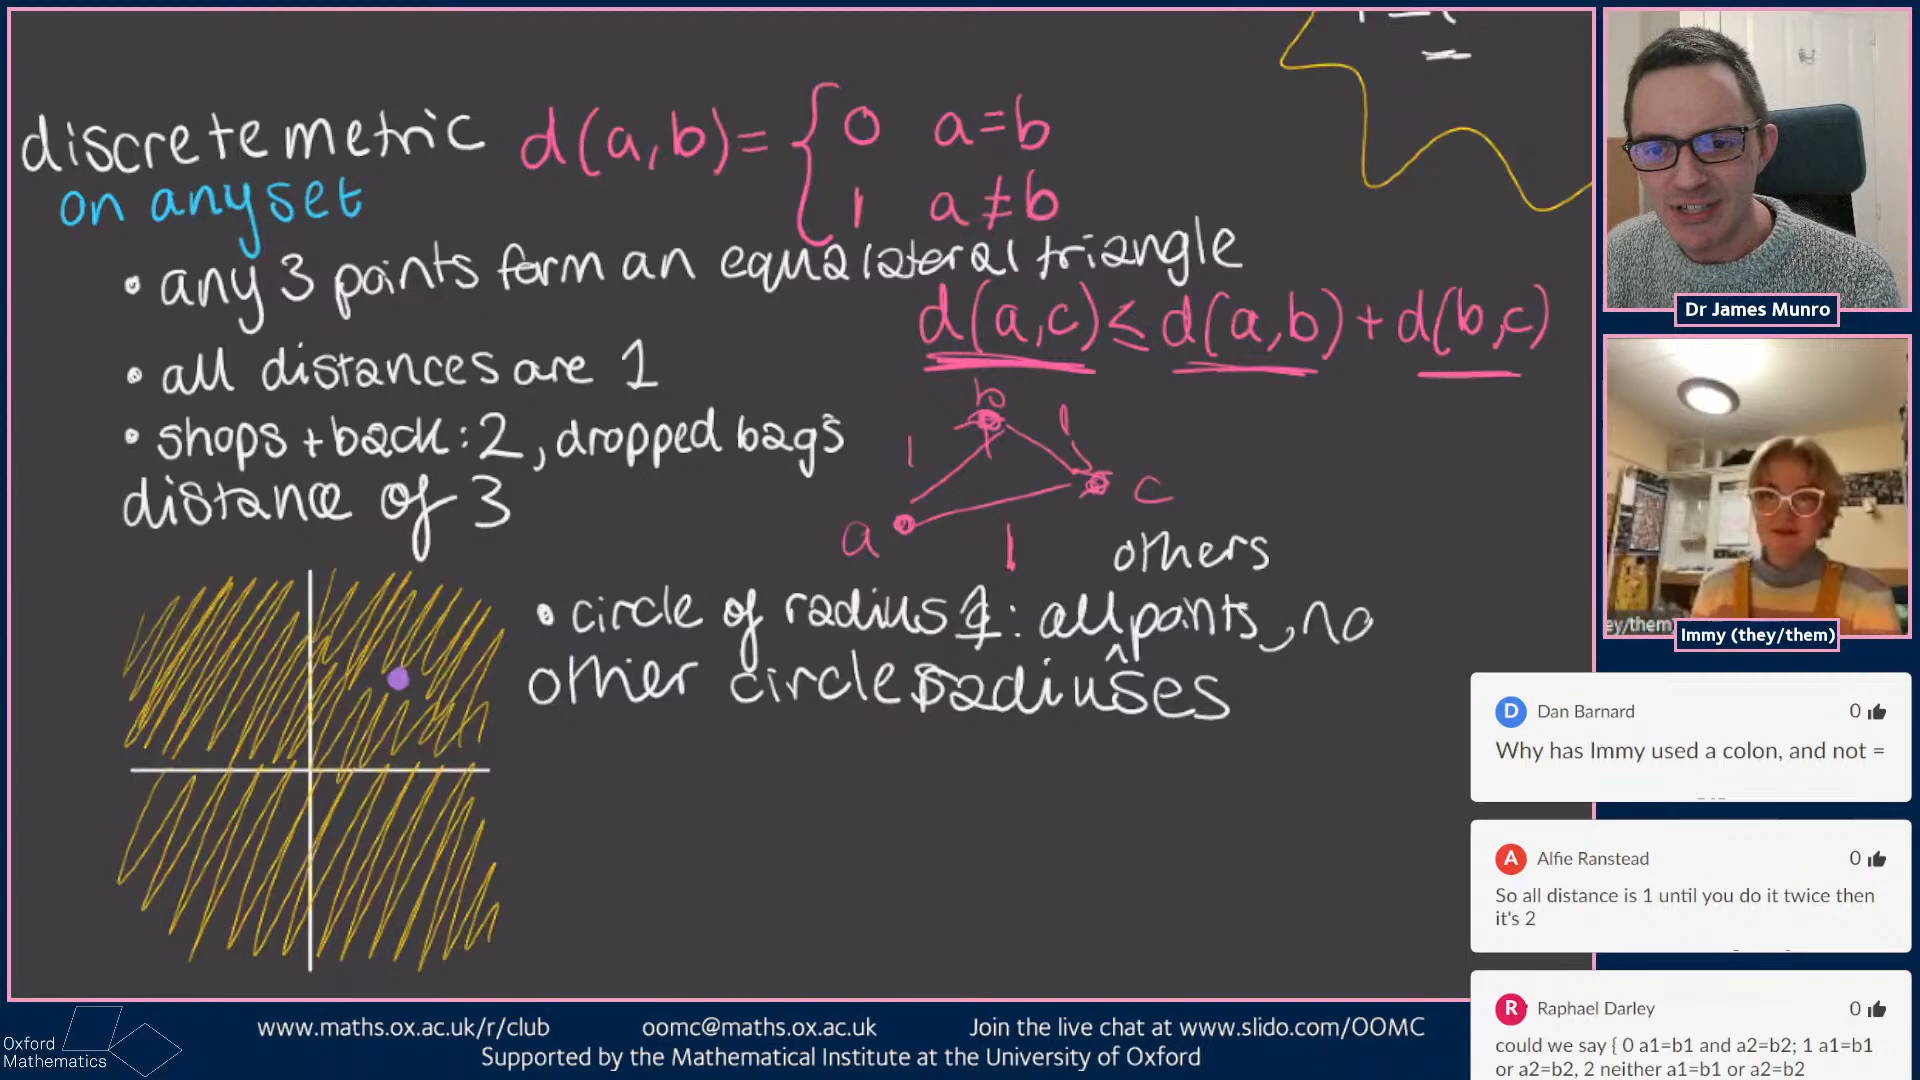 discrete metric d(a,b)= { 0 a=b
1 a≠b
on any set
• any 3 points form an equalateral triangle
d(a,c) ≤ d(a,b) + d(b,c)
• all distances are 1
• shops + back: 2, dropped bags
distance of 3
b
1
1
a
c
1
others
• circle of radius 1: all points, no
other circle radiuses
Dr James Munro
ey/them)
Immy (they/them)
D Dan Barnard 0
Why has Immy used a colon, and not =
A Alfie Ranstead 0
So all distance is 1 until you do it twice then
it's 2
R Raphael Darley 0
could we say { 0 a1=b1 and a2=b2; 1 a1=b1
or a2=b2, 2 neither a1=b1 or a2=b2
Oxford
Mathematics
www.maths.ox.ac.uk/r/club oomc@maths.ox.ac.uk Join the live chat at www.slido.com/OOMC
Supported by the Mathematical Institute at the University of Oxford